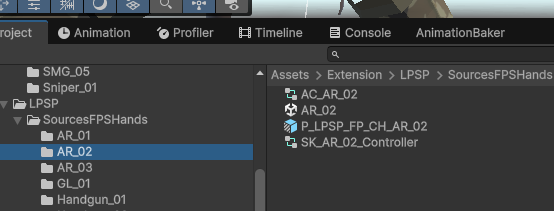 roject Animation Profiler Timeline Console AnimationBaker
SMG_05
Sniper_01
LPSP
SourcesFPSHands
AR_01
AR_02
AR_03
GL_01
Handgun_01
Assets > Extension > LPSP > SourcesFPSHands
AC_AR_02
AR_02
P_LPSP_FP_CH_AR_02
SK_AR_02_Controller